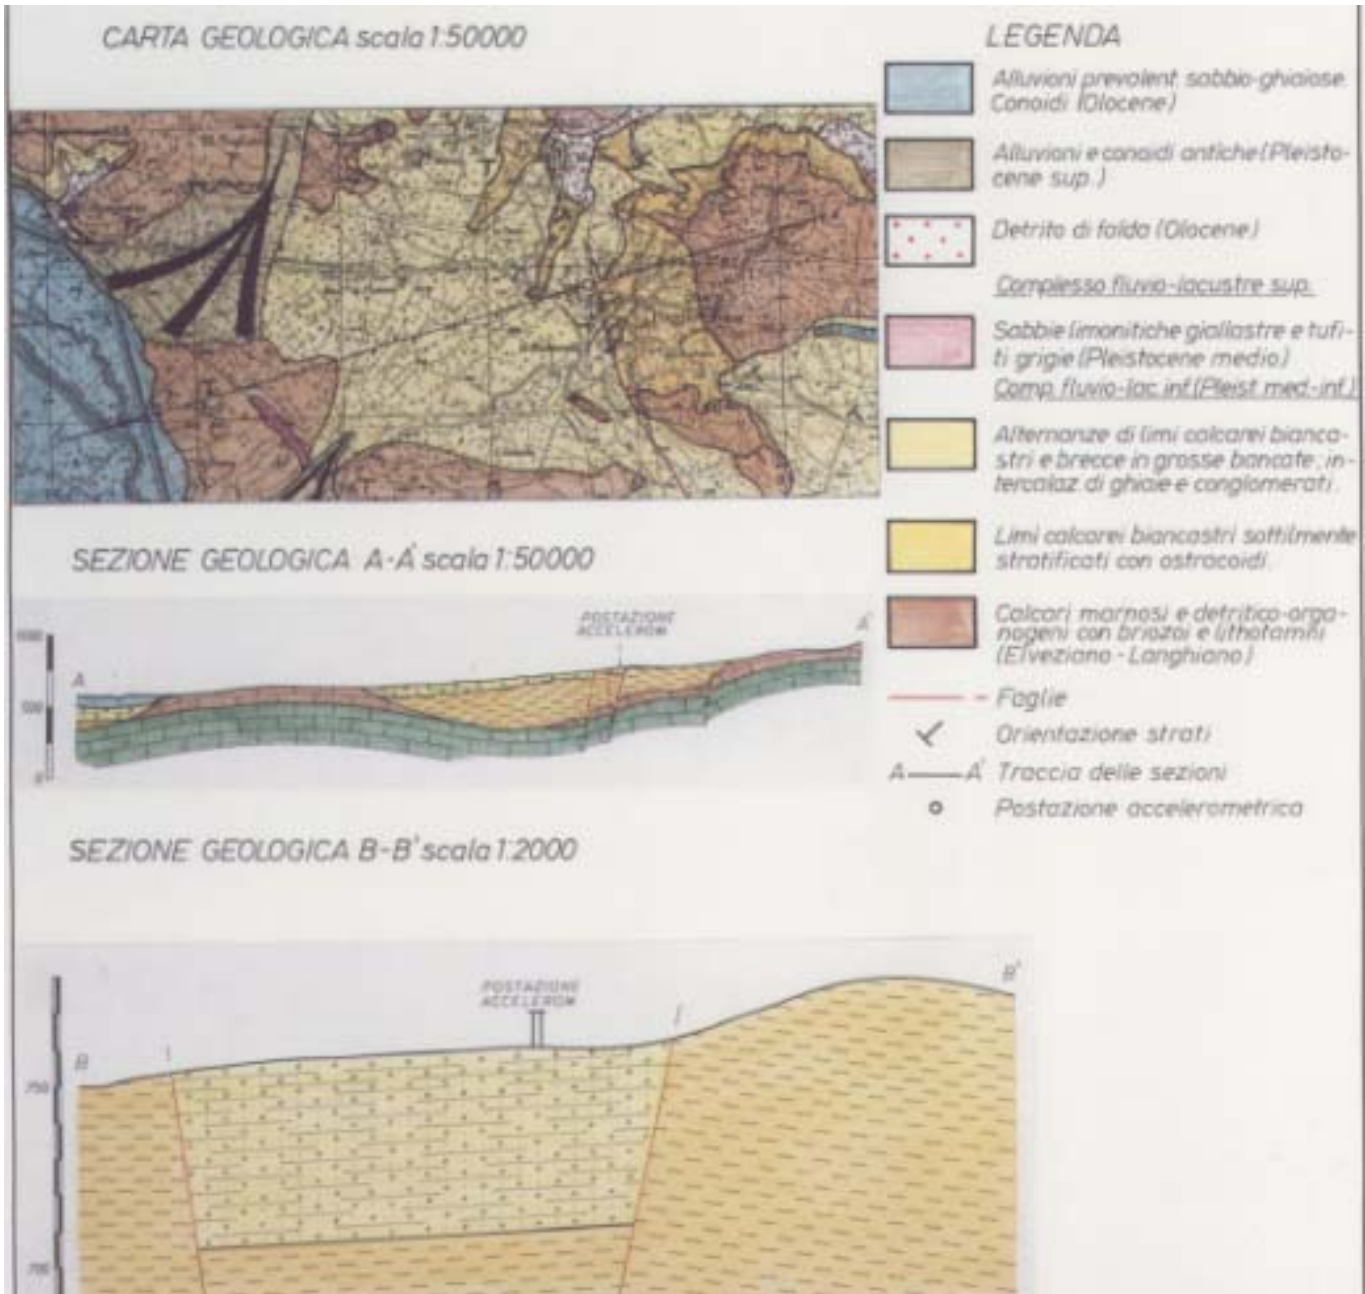 CARTA GEOLOGICA scala 1:50000
LEGENDA
Alluvioni prevalent. sabbio-ghiaiose.
Conoidi (Olocene)
Alluvioni e conoidi antiche (Pleisto-
cene sup.)
Detrito di falda (Olocene)
Complesso fluvio-lacustre sup.
Sabbie limonitiche giallastre e tufi-
ti grigie (Pleistocene medio)
Comp. fluvio-lac. inf. (Pleist. med-inf.)
Alternanze di limi calcarei bianca-
stri e brecce in grosse bancate, in-
tercalaz. di ghiaie e conglomerati.
Limi calcarei biancastri sottilmente
stratificati con ostracoidi.
Calcari marnosi e detritico-orga-
nogeni con briozoi e lithotamni
(Elveziano - Langhiano)
Faglie
Orientazione strati
A A' Traccia delle sezioni
Postazione accelerometrica
SEZIONE GEOLOGICA A-A' scala 1:50000
POSTAZIONE
ACCELEROM
A
A'
1000
500
0
SEZIONE GEOLOGICA B-B' scala 1:2000
POSTAZIONE
ACCELEROM
B
B'
750
700